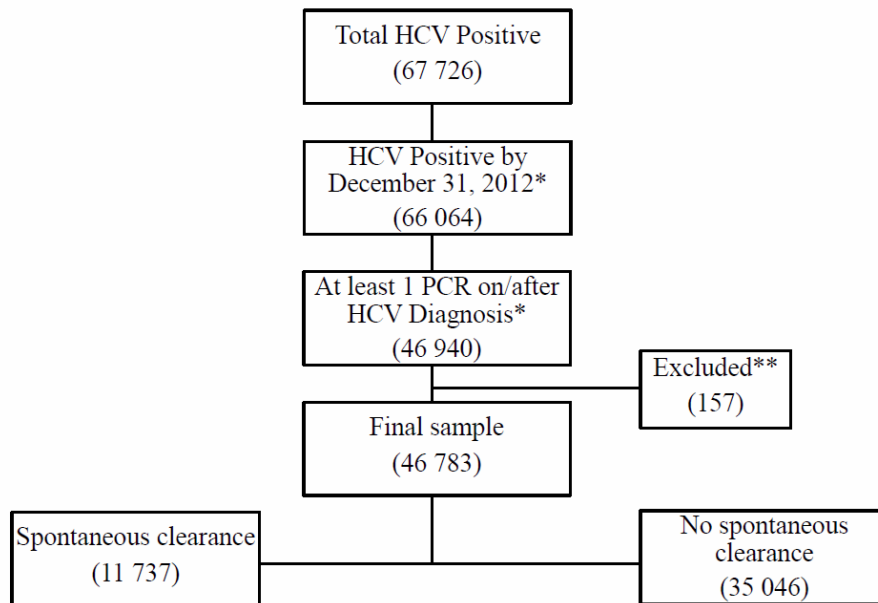 Total HCV Positive
(67 726)
HCV Positive by
December 31, 2012*
(66 064)
At least 1 PCR on/after
HCV Diagnosis*
(46 940)
Excluded**
(157)
Final sample
(46 783)
Spontaneous clearance
(11 737)
No spontaneous
clearance
(35 046)